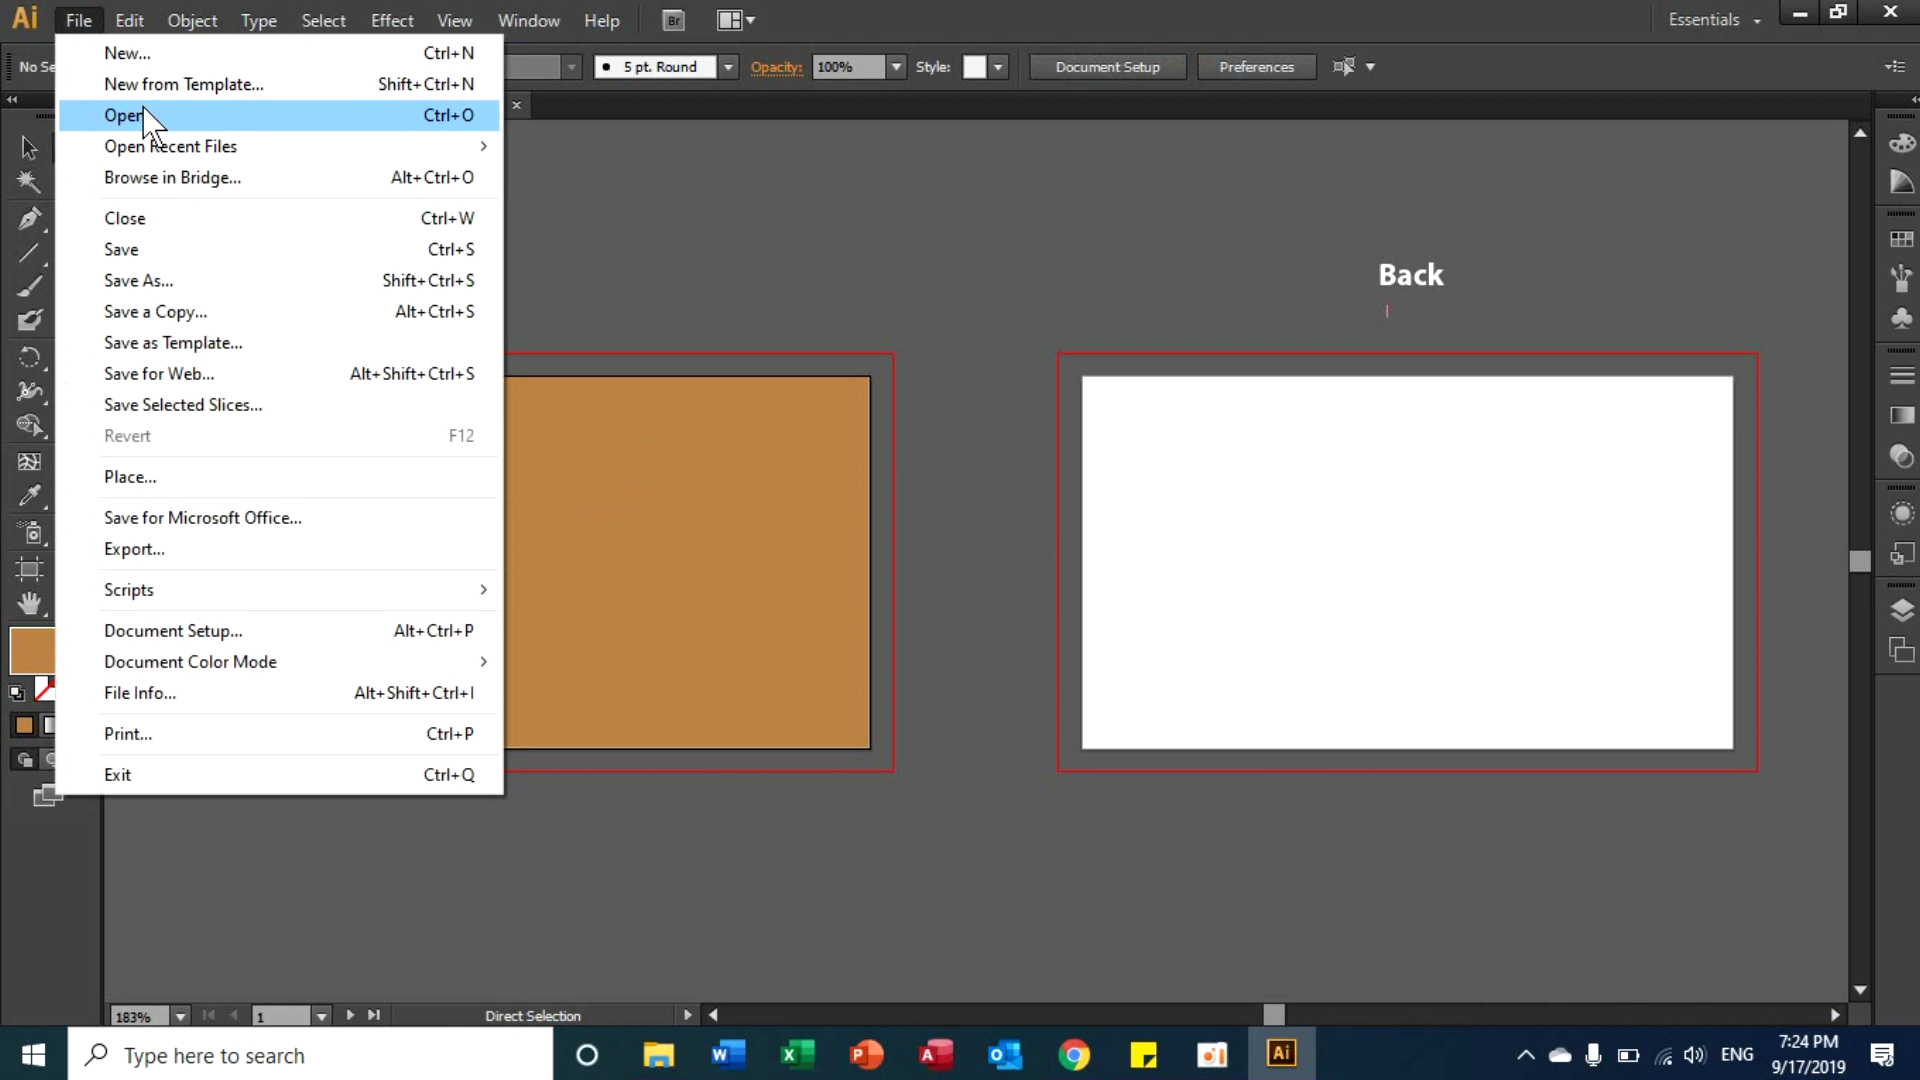 Ai File Edit Object Type Select Effect View Window Help Br Essentials
5 pt. Round Opacity: 100% Style: Document Setup Preferences
New... Ctrl+N
New from Template... Shift+Ctrl+N
Ctrl+O
Open Recent Files
Browse in Bridge... Alt+Ctrl+O
Close Ctrl+W
Save Ctrl+S
Save As... Shift+Ctrl+S
Save a Copy... Alt+Ctrl+S
Save as Template...
Save for Web... Alt+Shift+Ctrl+S
Save Selected Slices...
Revert F12
Place...
Save for Microsoft Office...
Export...
Scripts
Document Setup... Alt+Ctrl+P
Document Color Mode
File Info... Alt+Shift+Ctrl+I
Print... Ctrl+P
Exit Ctrl+Q
Back
183% 1 Direct Selection
Type here to search
ENG
7:24 PM
9/17/2019